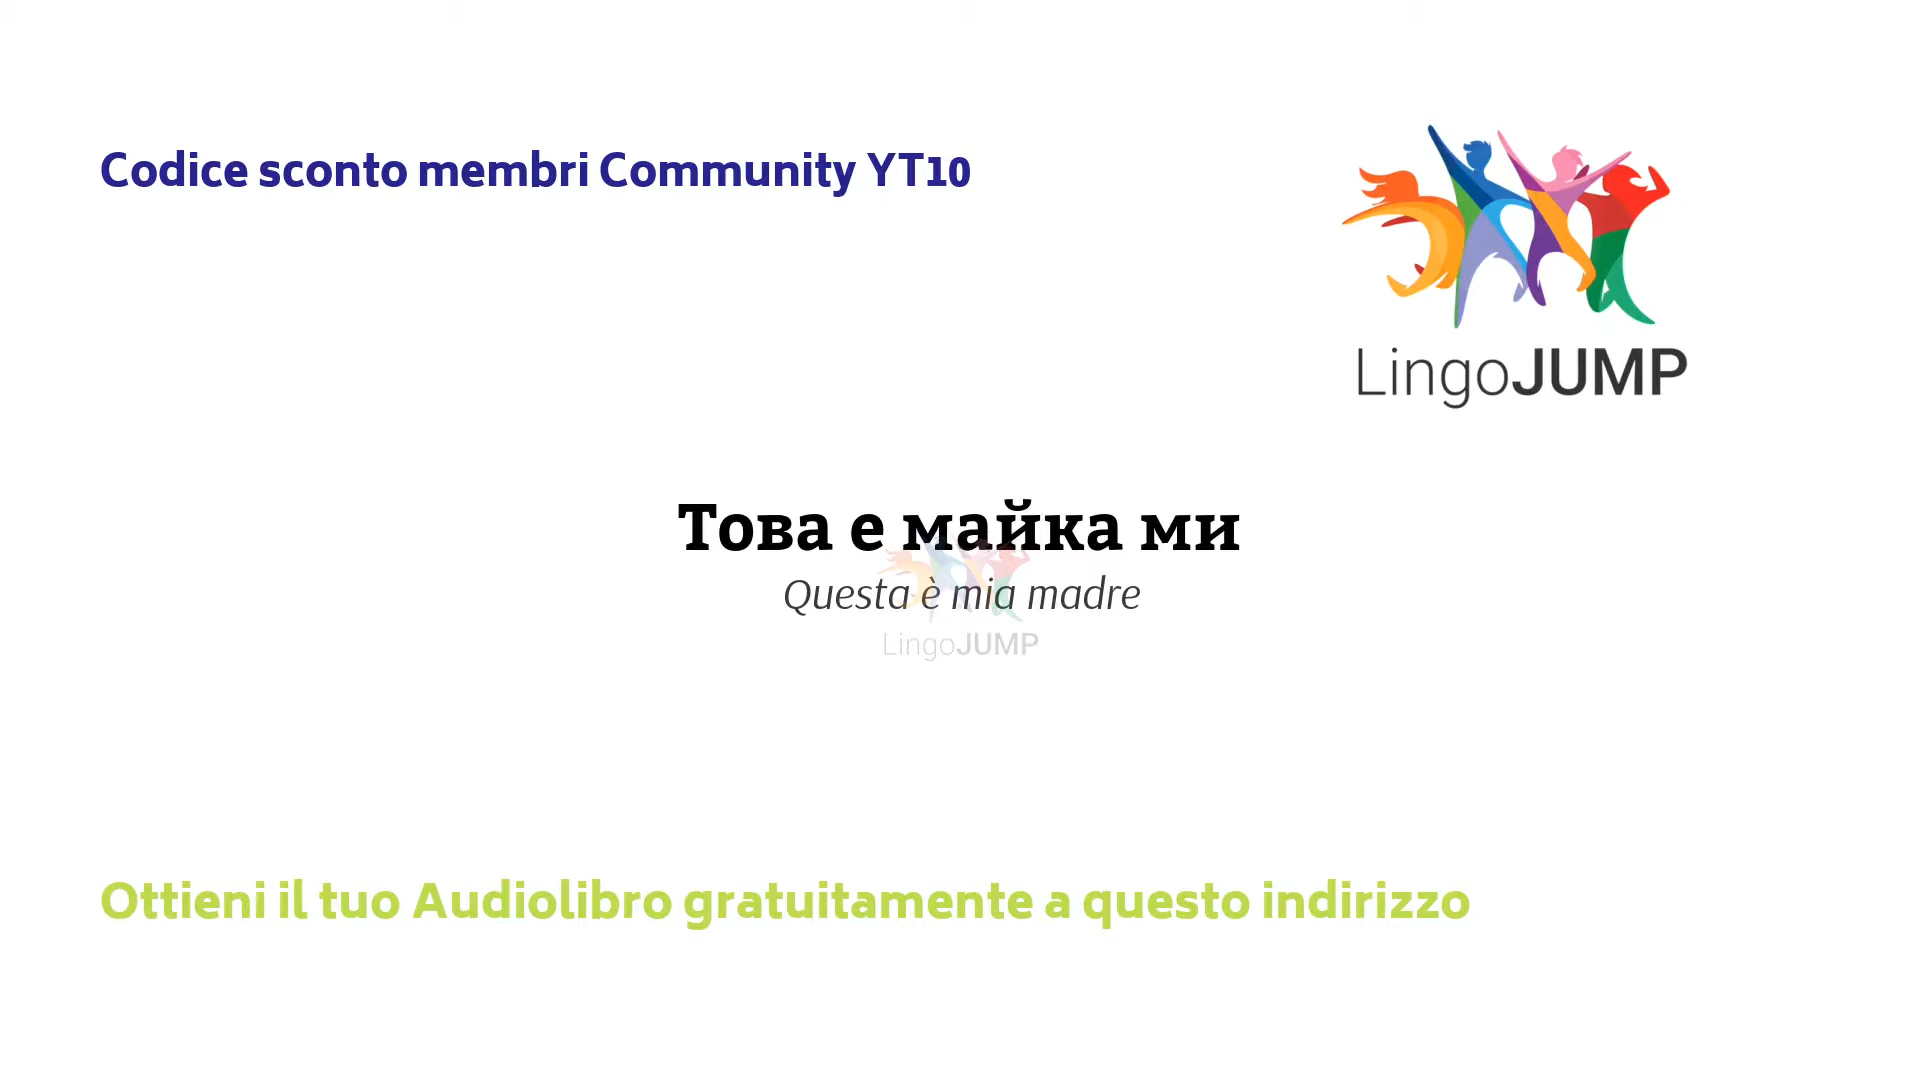 Codice sconto membri Community YT10
LingoJUMP
Това е майка ми
Questa è mia madre
LingoJUMP
Ottieni il tuo Audiolibro gratuitamente a questo indirizzo